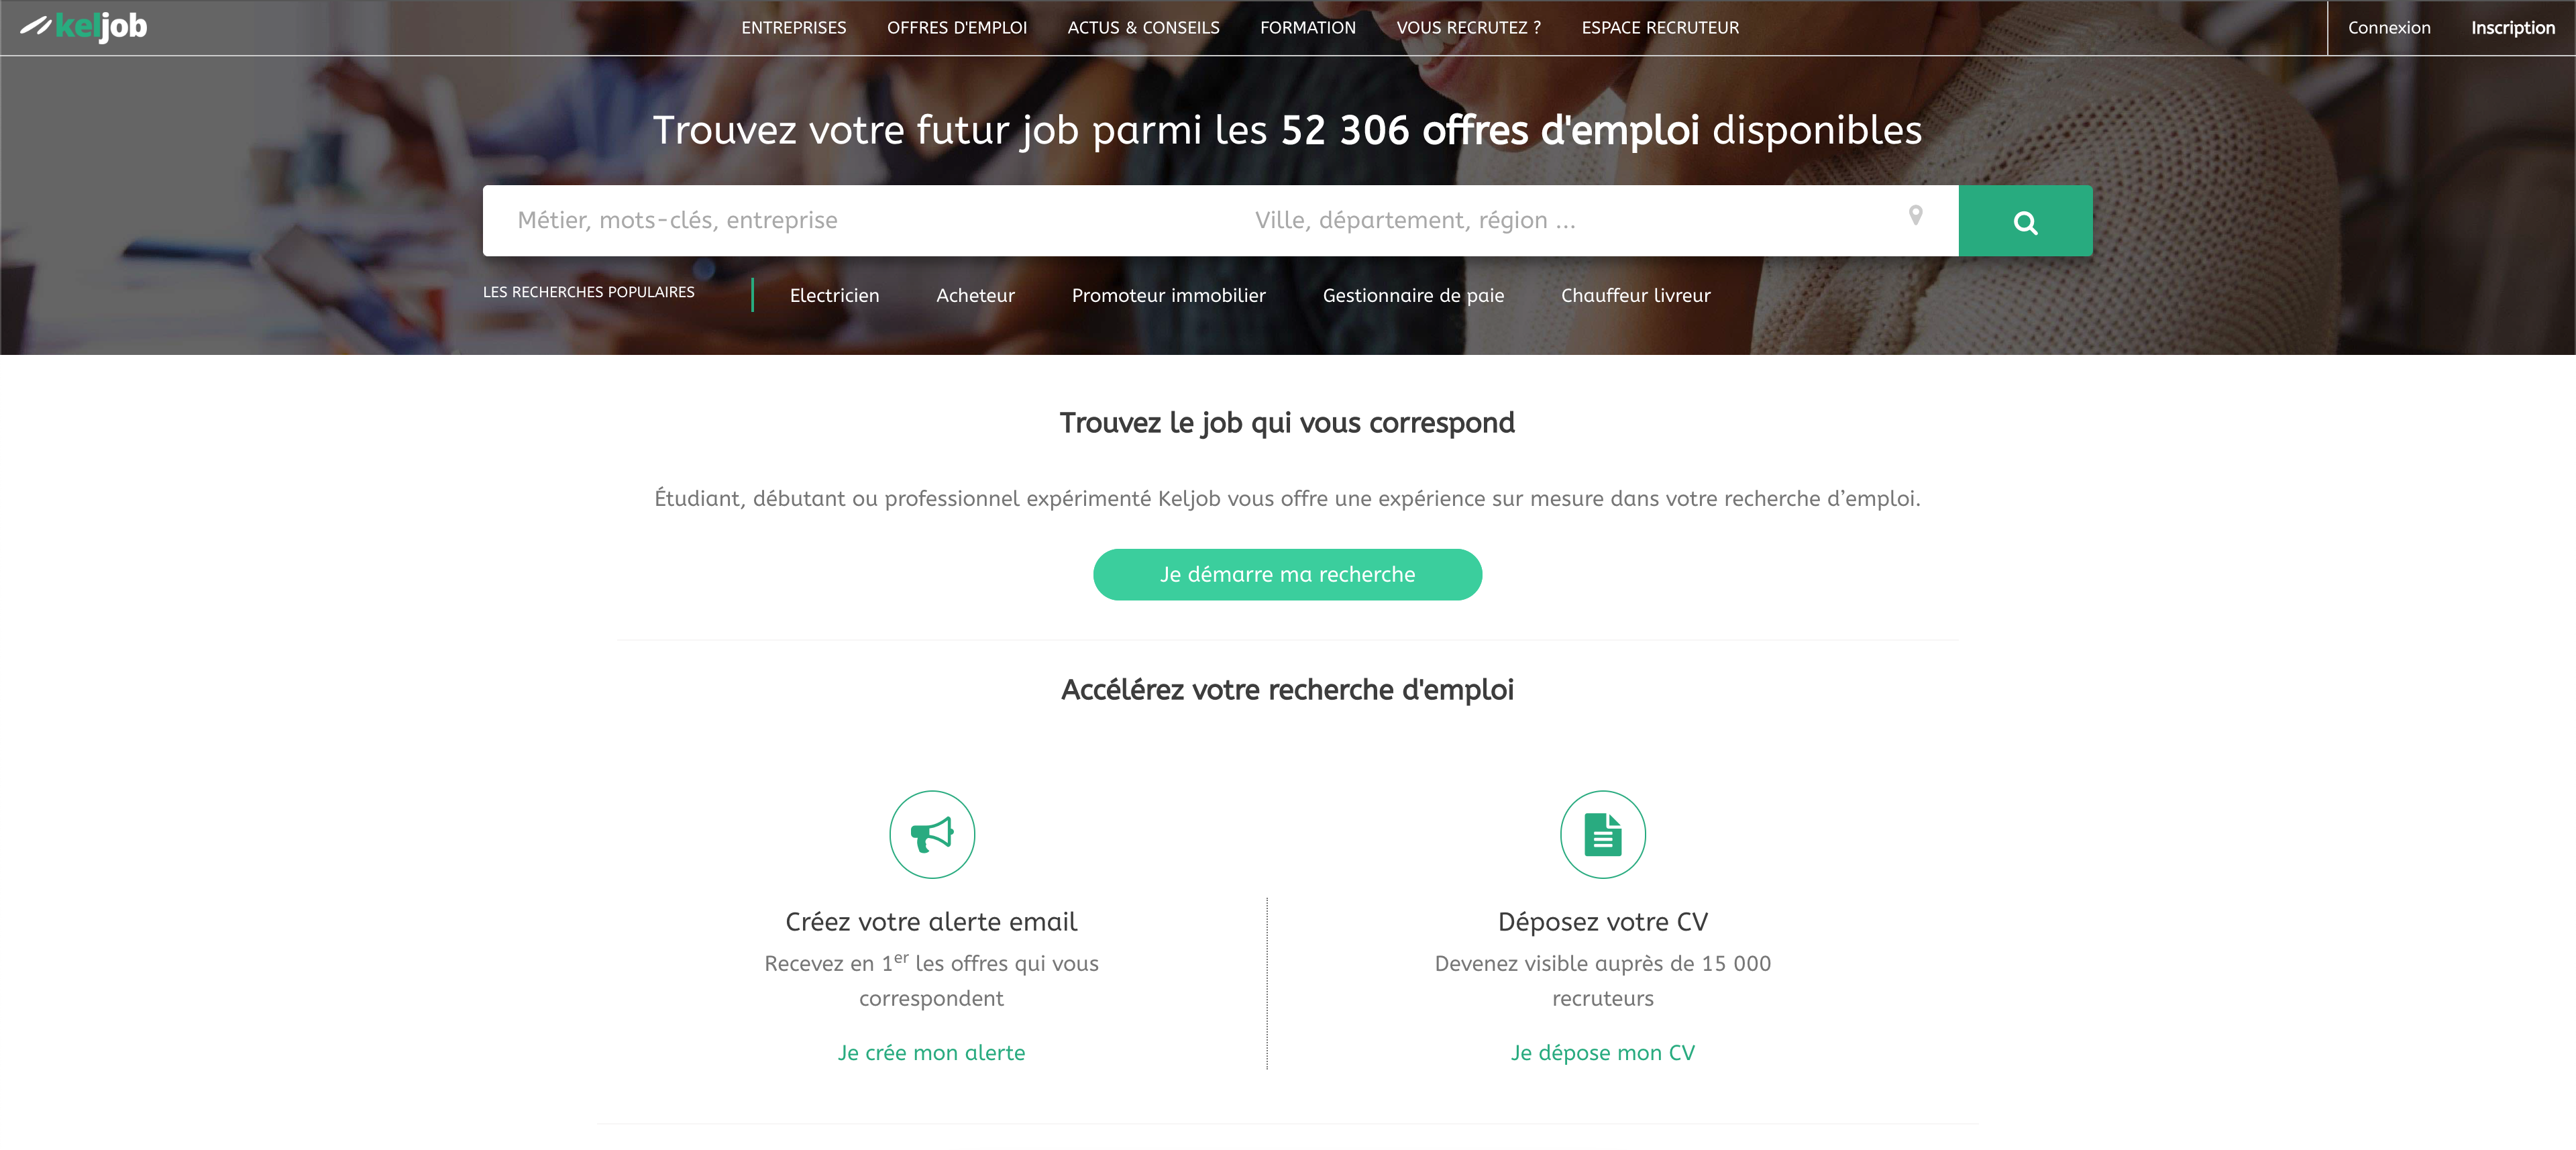 keljob
ENTREPRISES
OFFRES D'EMPLOI
ACTUS & CONSEILS
FORMATION
VOUS RECRUTEZ ?
ESPACE RECRUTEUR
Connexion
Inscription
Trouvez votre futur job parmi les 52 306 offres d'emploi disponibles
Métier, mots-clés, entreprise
Ville, département, région ...
LES RECHERCHES POPULAIRES
Electricien
Acheteur
Promoteur immobilier
Gestionnaire de paie
Chauffeur livreur
Trouvez le job qui vous correspond
Étudiant, débutant ou professionnel expérimenté Keljob vous offre une expérience sur mesure dans votre recherche d’emploi.
Je démarre ma recherche
Accélérez votre recherche d'emploi
Créez votre alerte email
Recevez en 1er les offres qui vous
correspondent
Je crée mon alerte
Déposez votre CV
Devenez visible auprès de 15 000
recruteurs
Je dépose mon CV